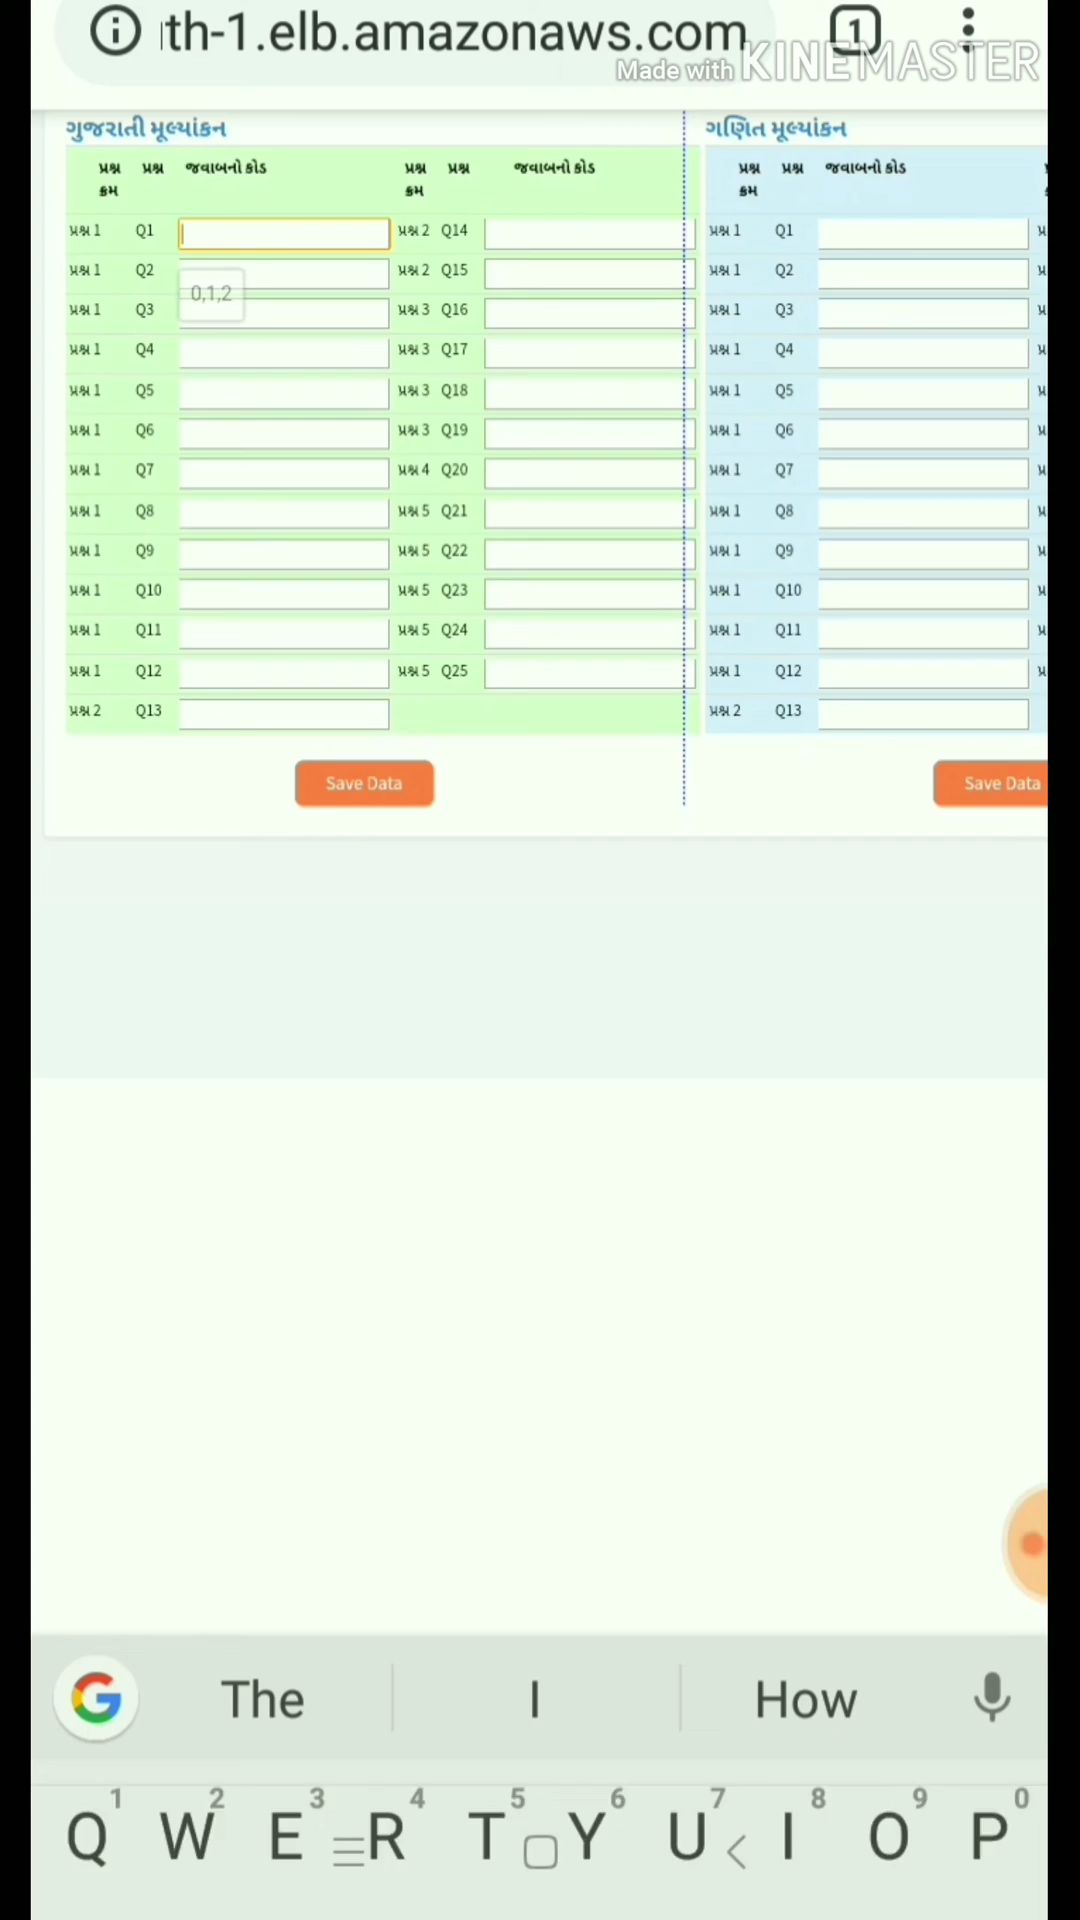 th-1.elb.amazonaws.com 1
Made with KINEMASTER
ગુજરાતી મૂલ્યાંકન ગણિત મૂલ્યાંકન
પ્રશ્ન ક્રમ પ્રશ્ન જવાબનો કોડ પ્રશ્ન ક્રમ પ્રશ્ન જવાબનો કોડ પ્રશ્ન ક્રમ પ્રશ્ન જવાબનો કોડ
પ્રશ્ન 1 Q1 પ્રશ્ન 2 Q14 પ્રશ્ન 1 Q1
પ્રશ્ન 1 Q2 પ્રશ્ન 2 Q15 પ્રશ્ન 1 Q2
0,1,2
પ્રશ્ન 1 Q3 પ્રશ્ન 3 Q16 પ્રશ્ન 1 Q3
પ્રશ્ન 1 Q4 પ્રશ્ન 3 Q17 પ્રશ્ન 1 Q4
પ્રશ્ન 1 Q5 પ્રશ્ન 3 Q18 પ્રશ્ન 1 Q5
પ્રશ્ન 1 Q6 પ્રશ્ન 3 Q19 પ્રશ્ન 1 Q6
પ્રશ્ન 1 Q7 પ્રશ્ન 4 Q20 પ્રશ્ન 1 Q7
પ્રશ્ન 1 Q8 પ્રશ્ન 5 Q21 પ્રશ્ન 1 Q8
પ્રશ્ન 1 Q9 પ્રશ્ન 5 Q22 પ્રશ્ન 1 Q9
પ્રશ્ન 1 Q10 પ્રશ્ન 5 Q23 પ્રશ્ન 1 Q10
પ્રશ્ન 1 Q11 પ્રશ્ન 5 Q24 પ્રશ્ન 1 Q11
પ્રશ્ન 1 Q12 પ્રશ્ન 5 Q25 પ્રશ્ન 1 Q12
પ્રશ્ન 2 Q13 પ્રશ્ન 2 Q13
Save Data Save Data
The I How
1 2 3 4 5 6 7 8 9 0
Q W E R T Y U I O P